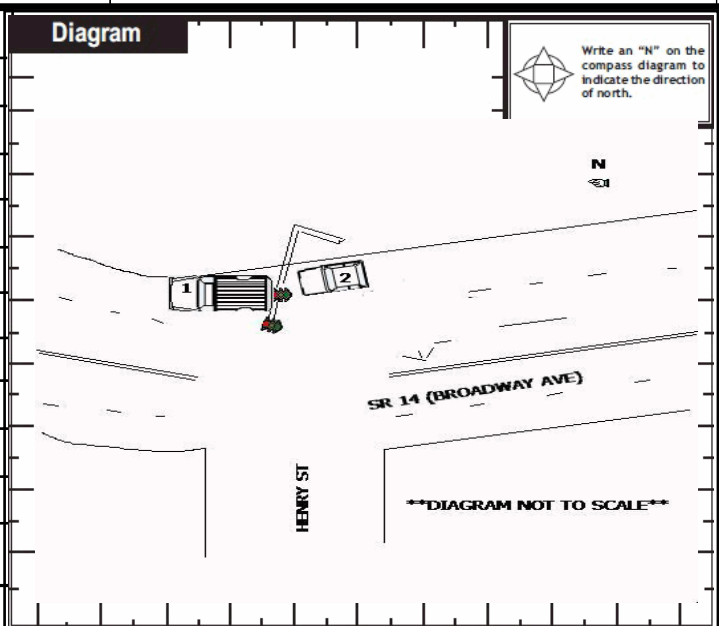 Diagram
Write an "N" on the
compass diagram to
indicate the direction
of north.
N
1
2
SR 14 (BROADWAY AVE)
HENRY ST
**DIAGRAM NOT TO SCALE**